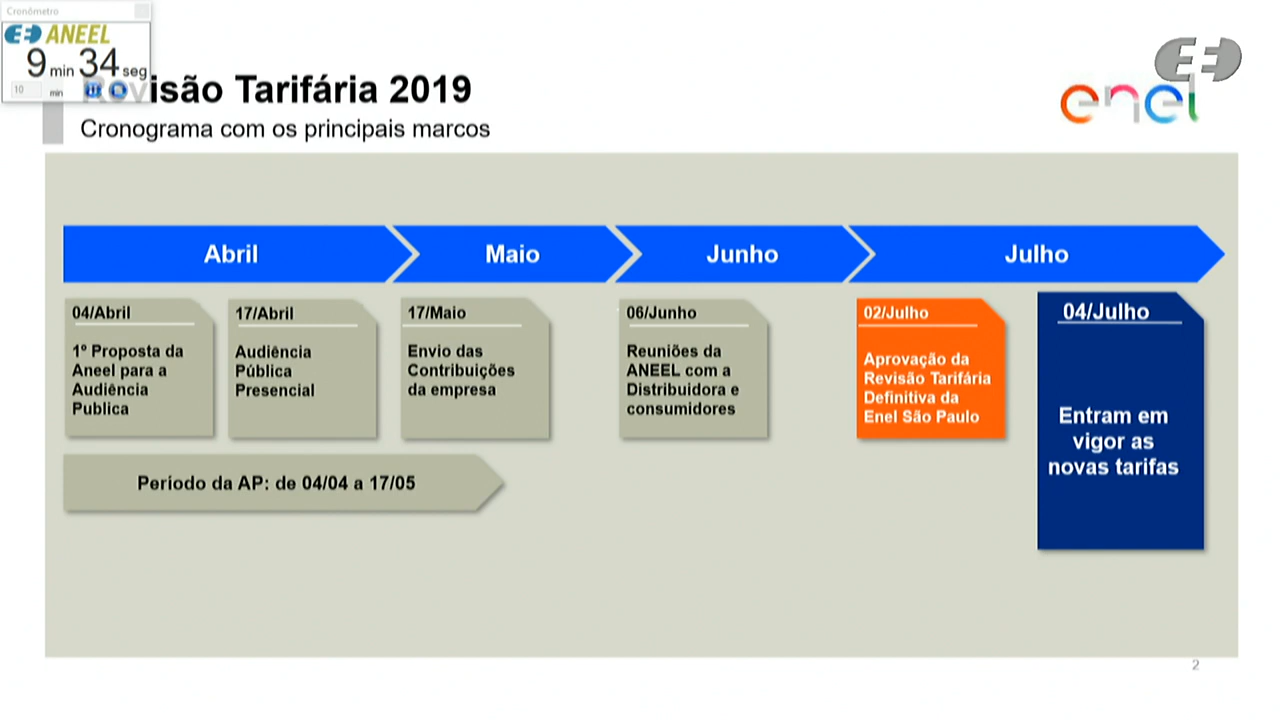 Cronômetro
ANEEL
9 min 34 seg
10 min
Revisão Tarifária 2019
Cronograma com os principais marcos
enel
Abril
Maio
Junho
Julho
04/Abril
1º Proposta da
Aneel para a
Audiência
Publica
17/Abril
Audiência
Pública
Presencial
17/Maio
Envio das
Contribuições
da empresa
06/Junho
Reuniões da
ANEEL com a
Distribuidora e
consumidores
02/Julho
Aprovação da
Revisão Tarifária
Definitiva da
Enel São Paulo
04/Julho
Entram em
vigor as
novas tarifas
Período da AP: de 04/04 a 17/05
2